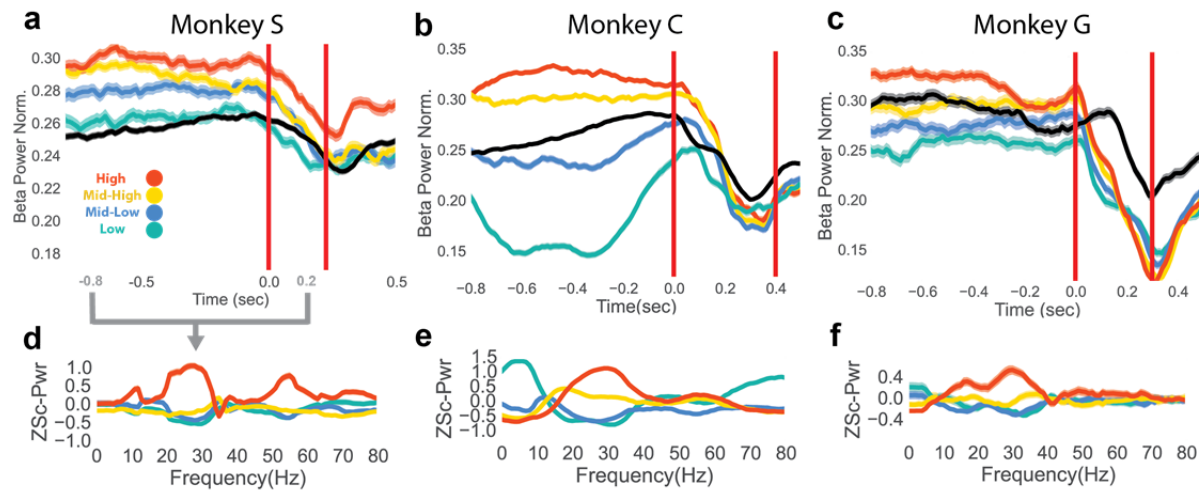 a Monkey S
Beta Power Norm.
0.30
0.28
0.26
0.24
0.22
0.20
0.18
High
Mid-High
Mid-Low
Low
-0.8 -0.5 0.0 0.2 0.5
Time (sec)
b Monkey C
Beta Power Norm.
0.35
0.30
0.25
0.20
0.15
−0.8 −0.6 −0.4 −0.2 0.0 0.2 0.4
Time(sec)
c Monkey G
Beta Power Norm.
0.35
0.30
0.25
0.20
0.15
−0.8 −0.6 −0.4 −0.2 0.0 0.2 0.4
Time (sec)
d
ZSc-Pwr
1.0
0.5
0.0
−0.5
−1.0
0 10 20 30 40 50 60 70 80
Frequency(Hz)
e
ZSc-Pwr
1.5
1.0
0.5
0.0
−0.5
−1.0
0 10 20 30 40 50 60 70 80
Frequency(Hz)
f
ZSc-Pwr
0.4
0.0
−0.4
0 10 20 30 40 50 60 70 80
Frequency(Hz)